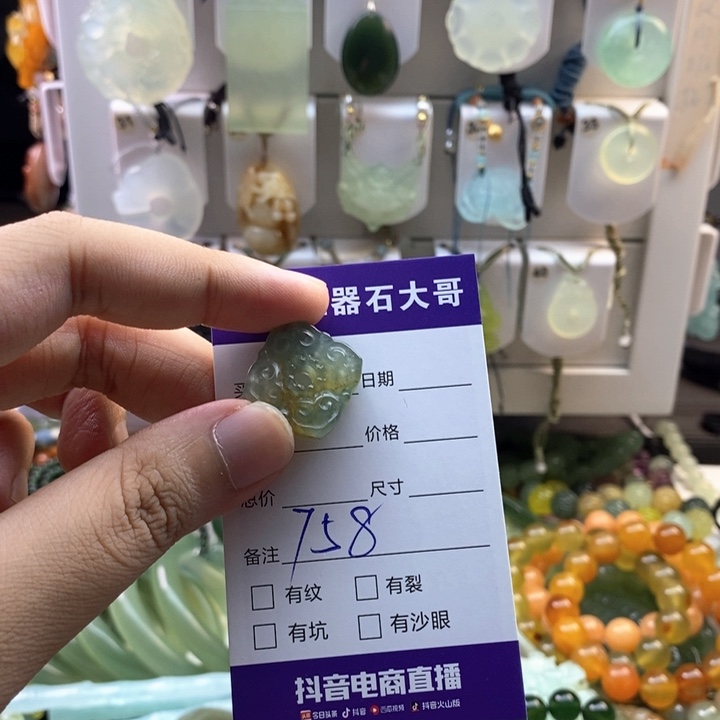 器石大哥
日期
价格
总价 尺寸
备注 758
有纹 有裂
有坑 有沙眼
抖音电商直播
今日头条 抖音 西瓜视频 抖音火山版